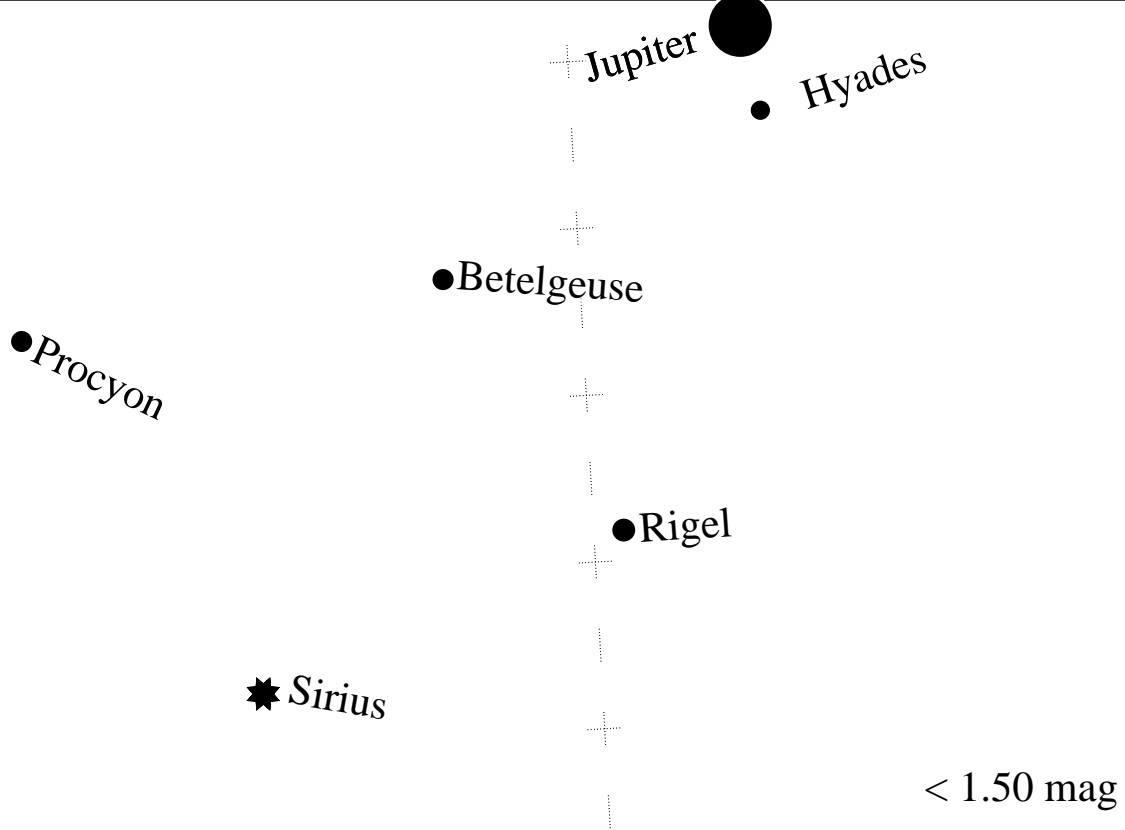 Jupiter
Hyades
Betelgeuse
Procyon
Rigel
Sirius
< 1.50 mag